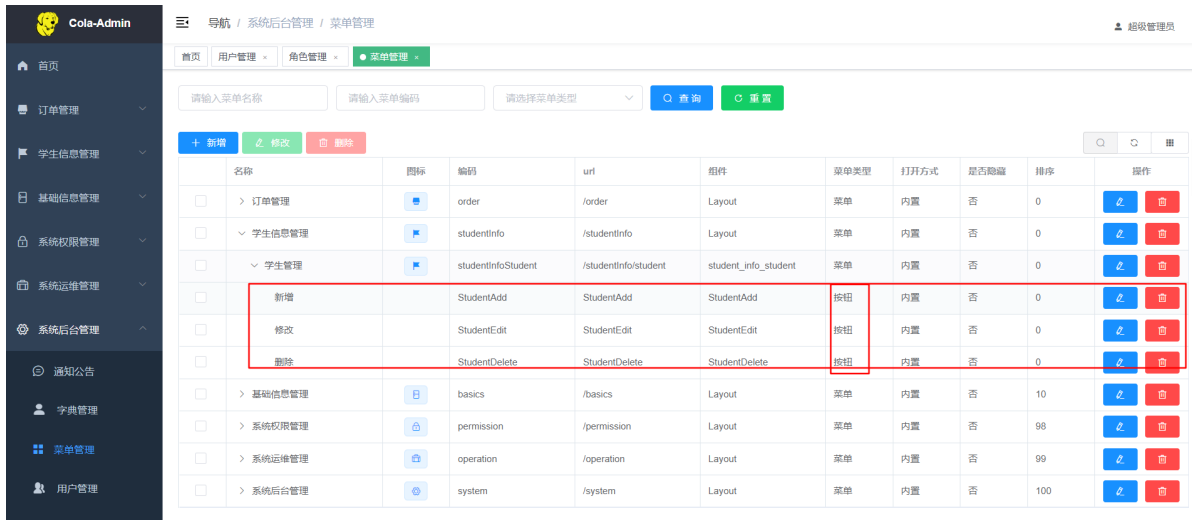 Cola-Admin
导航 / 系统后台管理 / 菜单管理
超级管理员
首页
用户管理 ×
角色管理 ×
菜单管理 ×
首页
订单管理
学生信息管理
基础信息管理
系统权限管理
系统运维管理
系统后台管理
通知公告
字典管理
菜单管理
用户管理
请输入菜单名称
请输入菜单编码
请选择菜单类型
查 询
重 置
+ 新增
修改
删除
名称 图标 编码 url 组件 菜单类型 打开方式 是否隐藏 排序 操作
订单管理 order /order Layout 菜单 内置 否 0
学生信息管理 studentInfo /studentInfo Layout 菜单 内置 否 0
学生管理 studentInfoStudent /studentInfo/student student_info_student 菜单 内置 否 0
新增 StudentAdd StudentAdd StudentAdd 按钮 内置 否 0
修改 StudentEdit StudentEdit StudentEdit 按钮 内置 否 0
删除 StudentDelete StudentDelete StudentDelete 按钮 内置 否 0
基础信息管理 basics /basics Layout 菜单 内置 否 10
系统权限管理 permission /permission Layout 菜单 内置 否 98
系统运维管理 operation /operation Layout 菜单 内置 否 99
系统后台管理 system /system Layout 菜单 内置 否 100